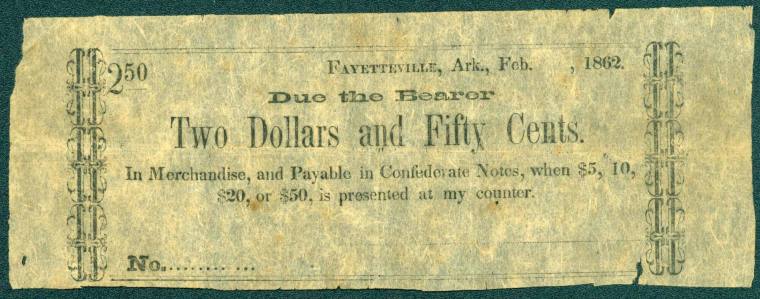 2 50
FAYETTEVILLE, Ark., Feb. , 1862.
Due the Bearer
Two Dollars and Fifty Cents.
In Merchandise, and Payable in Confederate Notes, when $5, 10,
$20, or $50, is presented at my counter.
No.......... ...